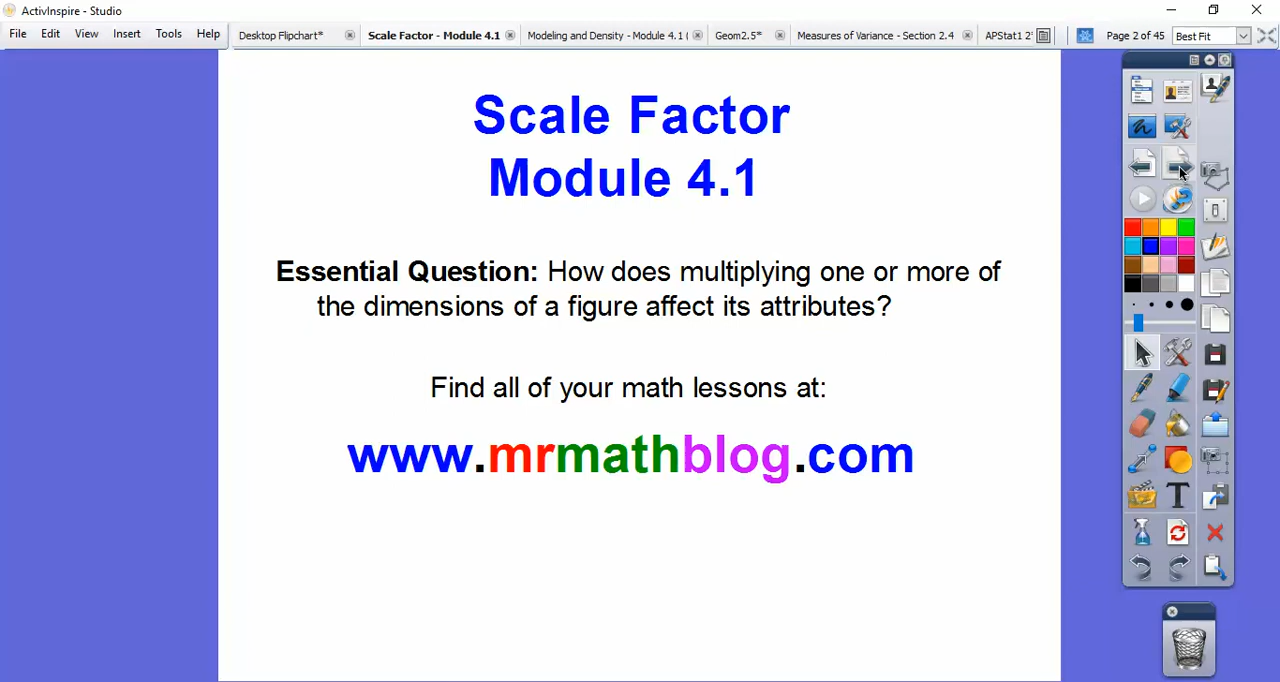 ActivInspire - Studio
File Edit View Insert Tools Help
Desktop Flipchart* Scale Factor - Module 4.1 Modeling and Density - Module 4.1 ( Geom2.5* Measures of Variance - Section 2.4 APStat1 2' Page 2 of 45 Best Fit
Scale Factor
Module 4.1
Essential Question: How does multiplying one or more of
the dimensions of a figure affect its attributes?
Find all of your math lessons at:
www.mrmathblog.com
T